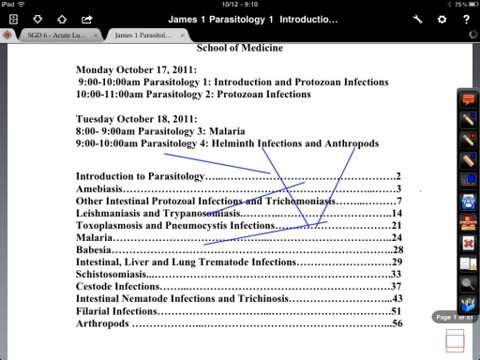 iPad
10/12 - 9:10
75%
James 1 Parasitology 1 Introductio...
SGD 6 - Acute Lu...
James 1 Parasitol...
School of Medicine
Monday October 17, 2011:
9:00-10:00am Parasitology 1: Introduction and Protozoan Infections
10:00-11:00am Parasitology 2: Protozoan Infections
Tuesday October 18, 2011:
8:00- 9:00am Parasitology 3: Malaria
9:00-10:00am Parasitology 4: Helminth Infections and Anthropods
Introduction to Parasitology..........2
Amebiasis..........3
Other Intestinal Protozoal Infections and Trichomoniasis..........7
Leishmaniasis and Trypanosomiasis..........14
Toxoplasmosis and Pneumocystis Infections..........21
Malaria..........24
Babesia..........28
Intestinal, Liver and Lung Trematode Infections..........29
Schistosomiasis..........33
Cestode Infections..........37
Intestinal Nematode Infections and Trichinosis..........43
Filarial Infections..........51
Arthropods ..........56
Page 1 of 61